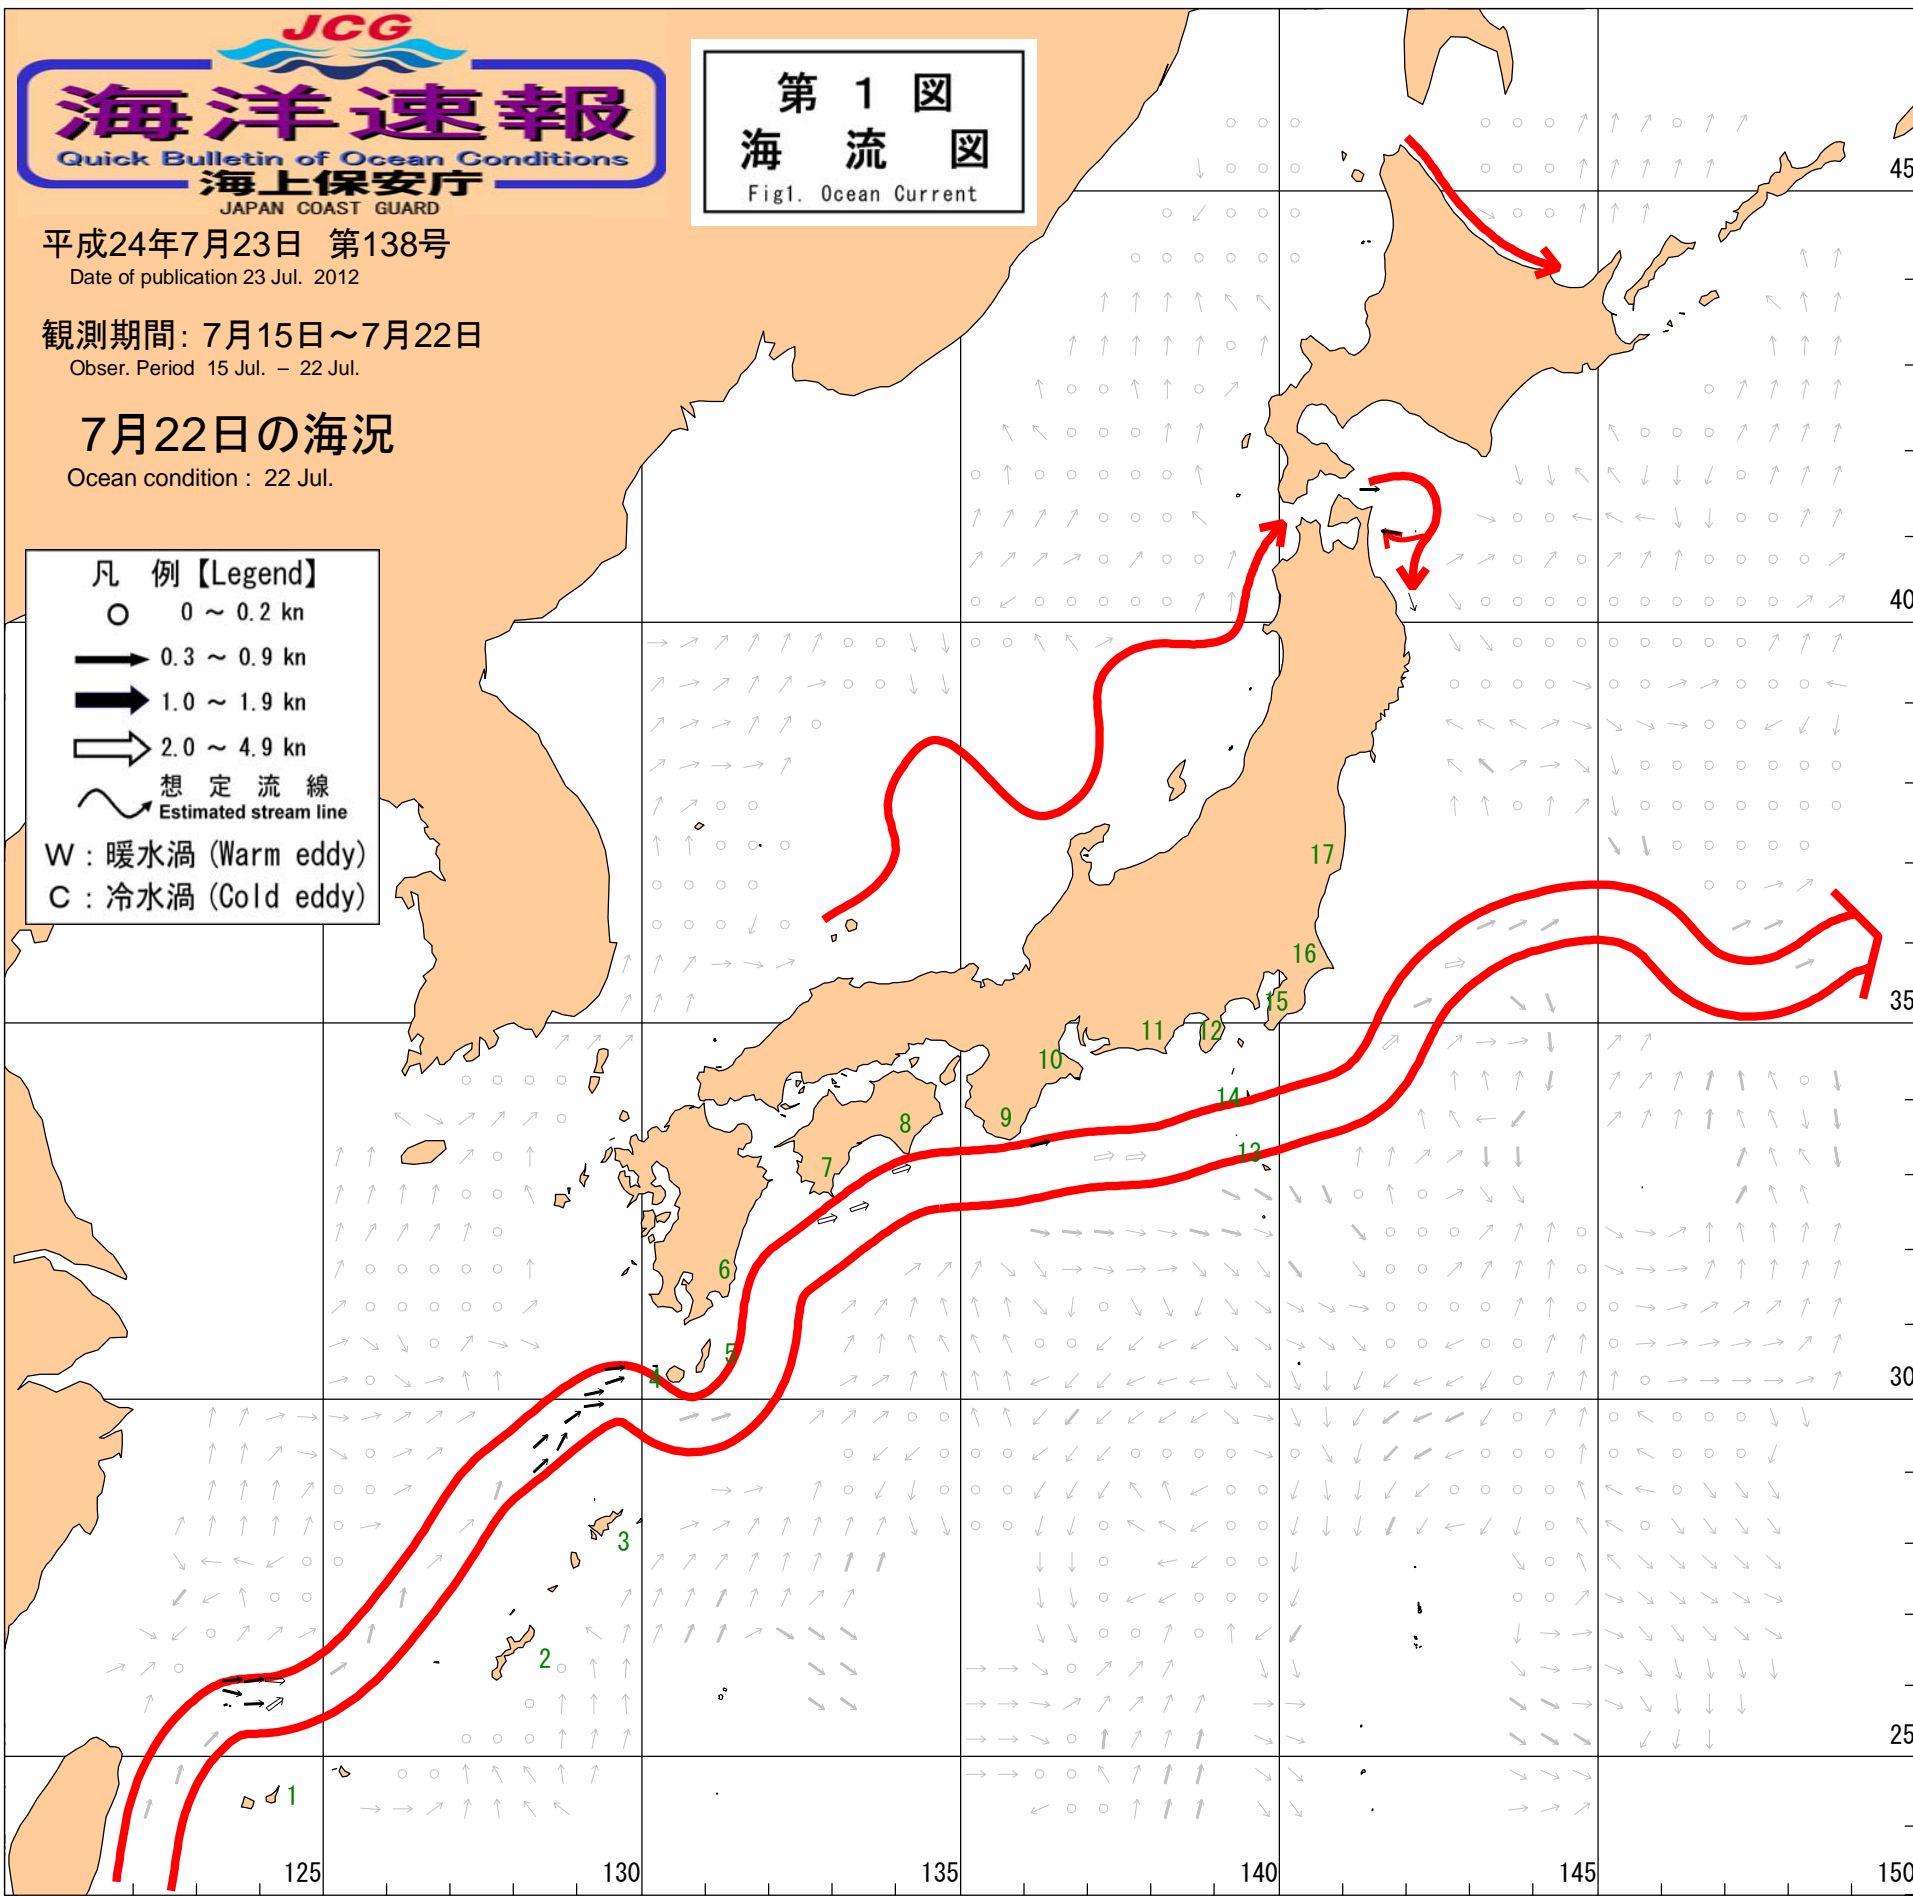 JCG
海洋速報
Quick Bulletin of Ocean Conditions
海上保安庁
JAPAN COAST GUARD
平成24年7月23日 第138号
Date of publication 23 Jul. 2012
観測期間: 7月15日～7月22日
Obser. Period 15 Jul. – 22 Jul.
7月22日の海況
Ocean condition : 22 Jul.
第 1 図
海 流 図
Fig1. Ocean Current
凡 例【Legend】
0 ～ 0.2 kn
0.3 ～ 0.9 kn
1.0 ～ 1.9 kn
2.0 ～ 4.9 kn
想 定 流 線
Estimated stream line
W : 暖水渦 (Warm eddy)
C : 冷水渦 (Cold eddy)
45
40
17
16
35
15
12
11
10
14
9
8
13
7
6
5
4
30
3
2
25
1
125
130
135
140
145
150